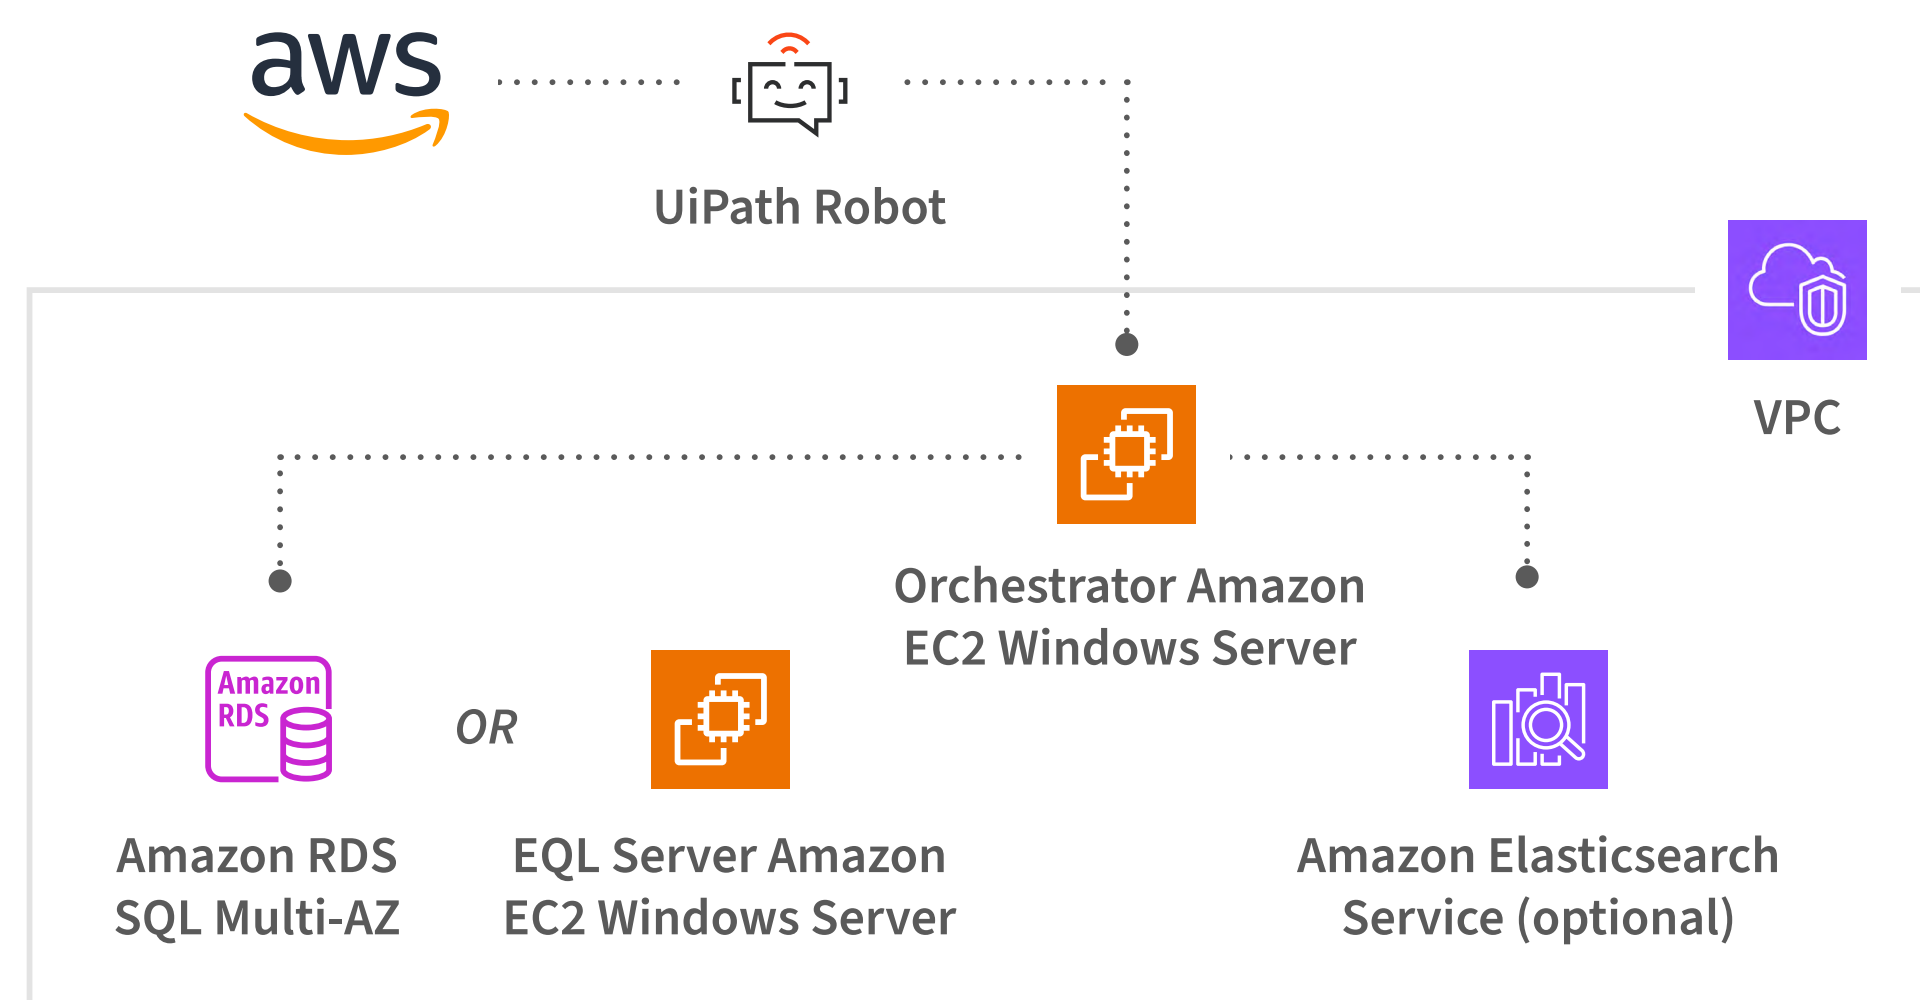 aws
UiPath Robot
VPC
Orchestrator Amazon
EC2 Windows Server
Amazon
RDS
OR
Amazon RDS
SQL Multi-AZ
EQL Server Amazon
EC2 Windows Server
Amazon Elasticsearch
Service (optional)